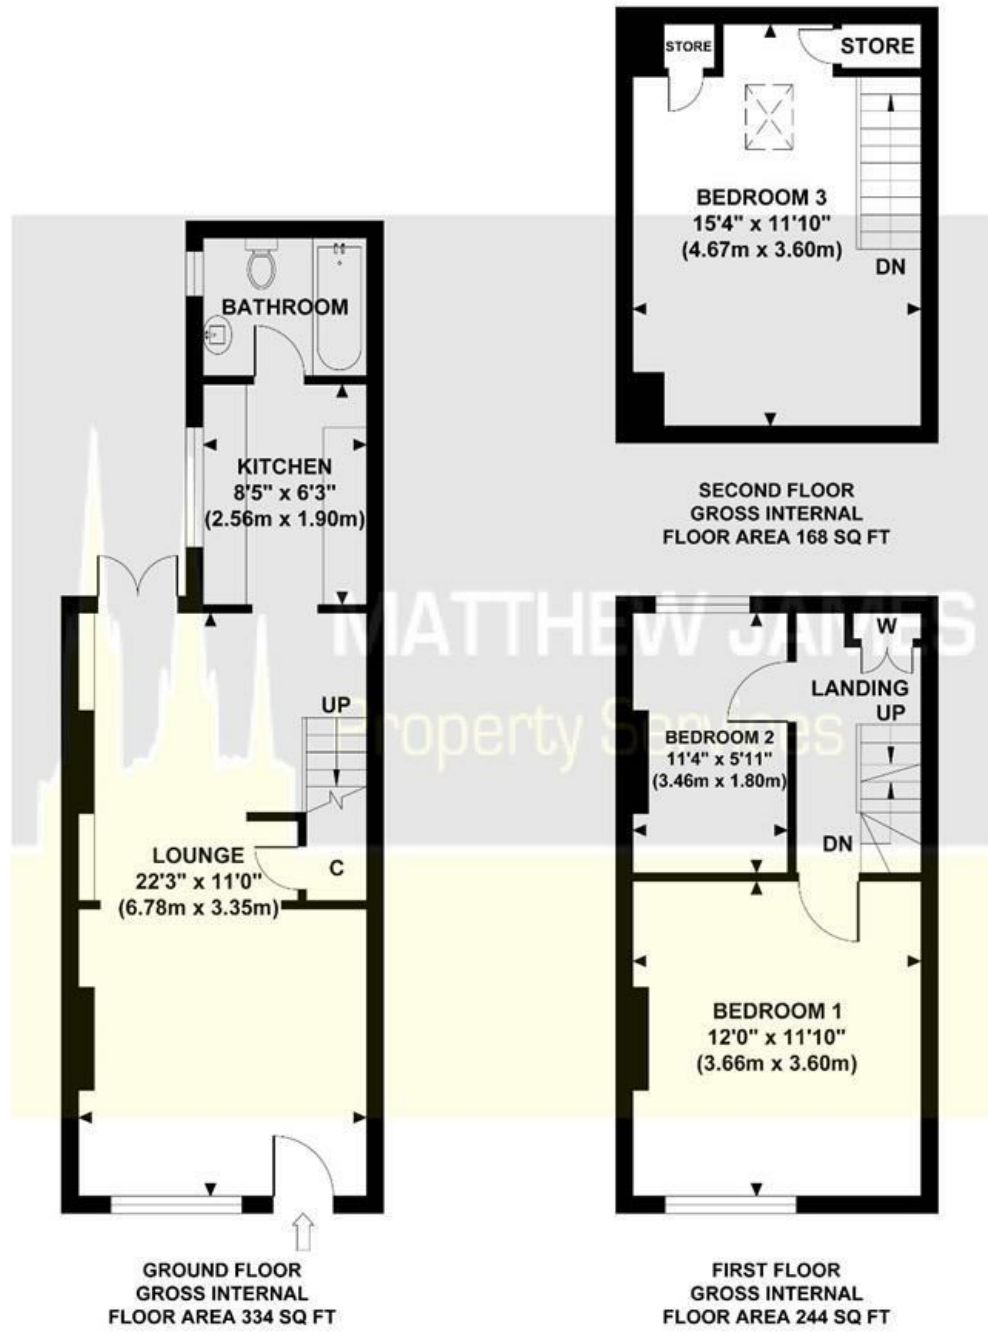 STORE
STORE
BEDROOM 3
15'4" x 11'10"
(4.67m x 3.60m)
DN
SECOND FLOOR
GROSS INTERNAL
FLOOR AREA 168 SQ FT
BATHROOM
KITCHEN
8'5" x 6'3"
(2.56m x 1.90m)
UP
LOUNGE
22'3" x 11'0"
(6.78m x 3.35m)
C
GROUND FLOOR
GROSS INTERNAL
FLOOR AREA 334 SQ FT
MATTHEW JAMES
Property Services
W
LANDING
UP
BEDROOM 2
11'4" x 5'11"
(3.46m x 1.80m)
DN
BEDROOM 1
12'0" x 11'10"
(3.66m x 3.60m)
FIRST FLOOR
GROSS INTERNAL
FLOOR AREA 244 SQ FT